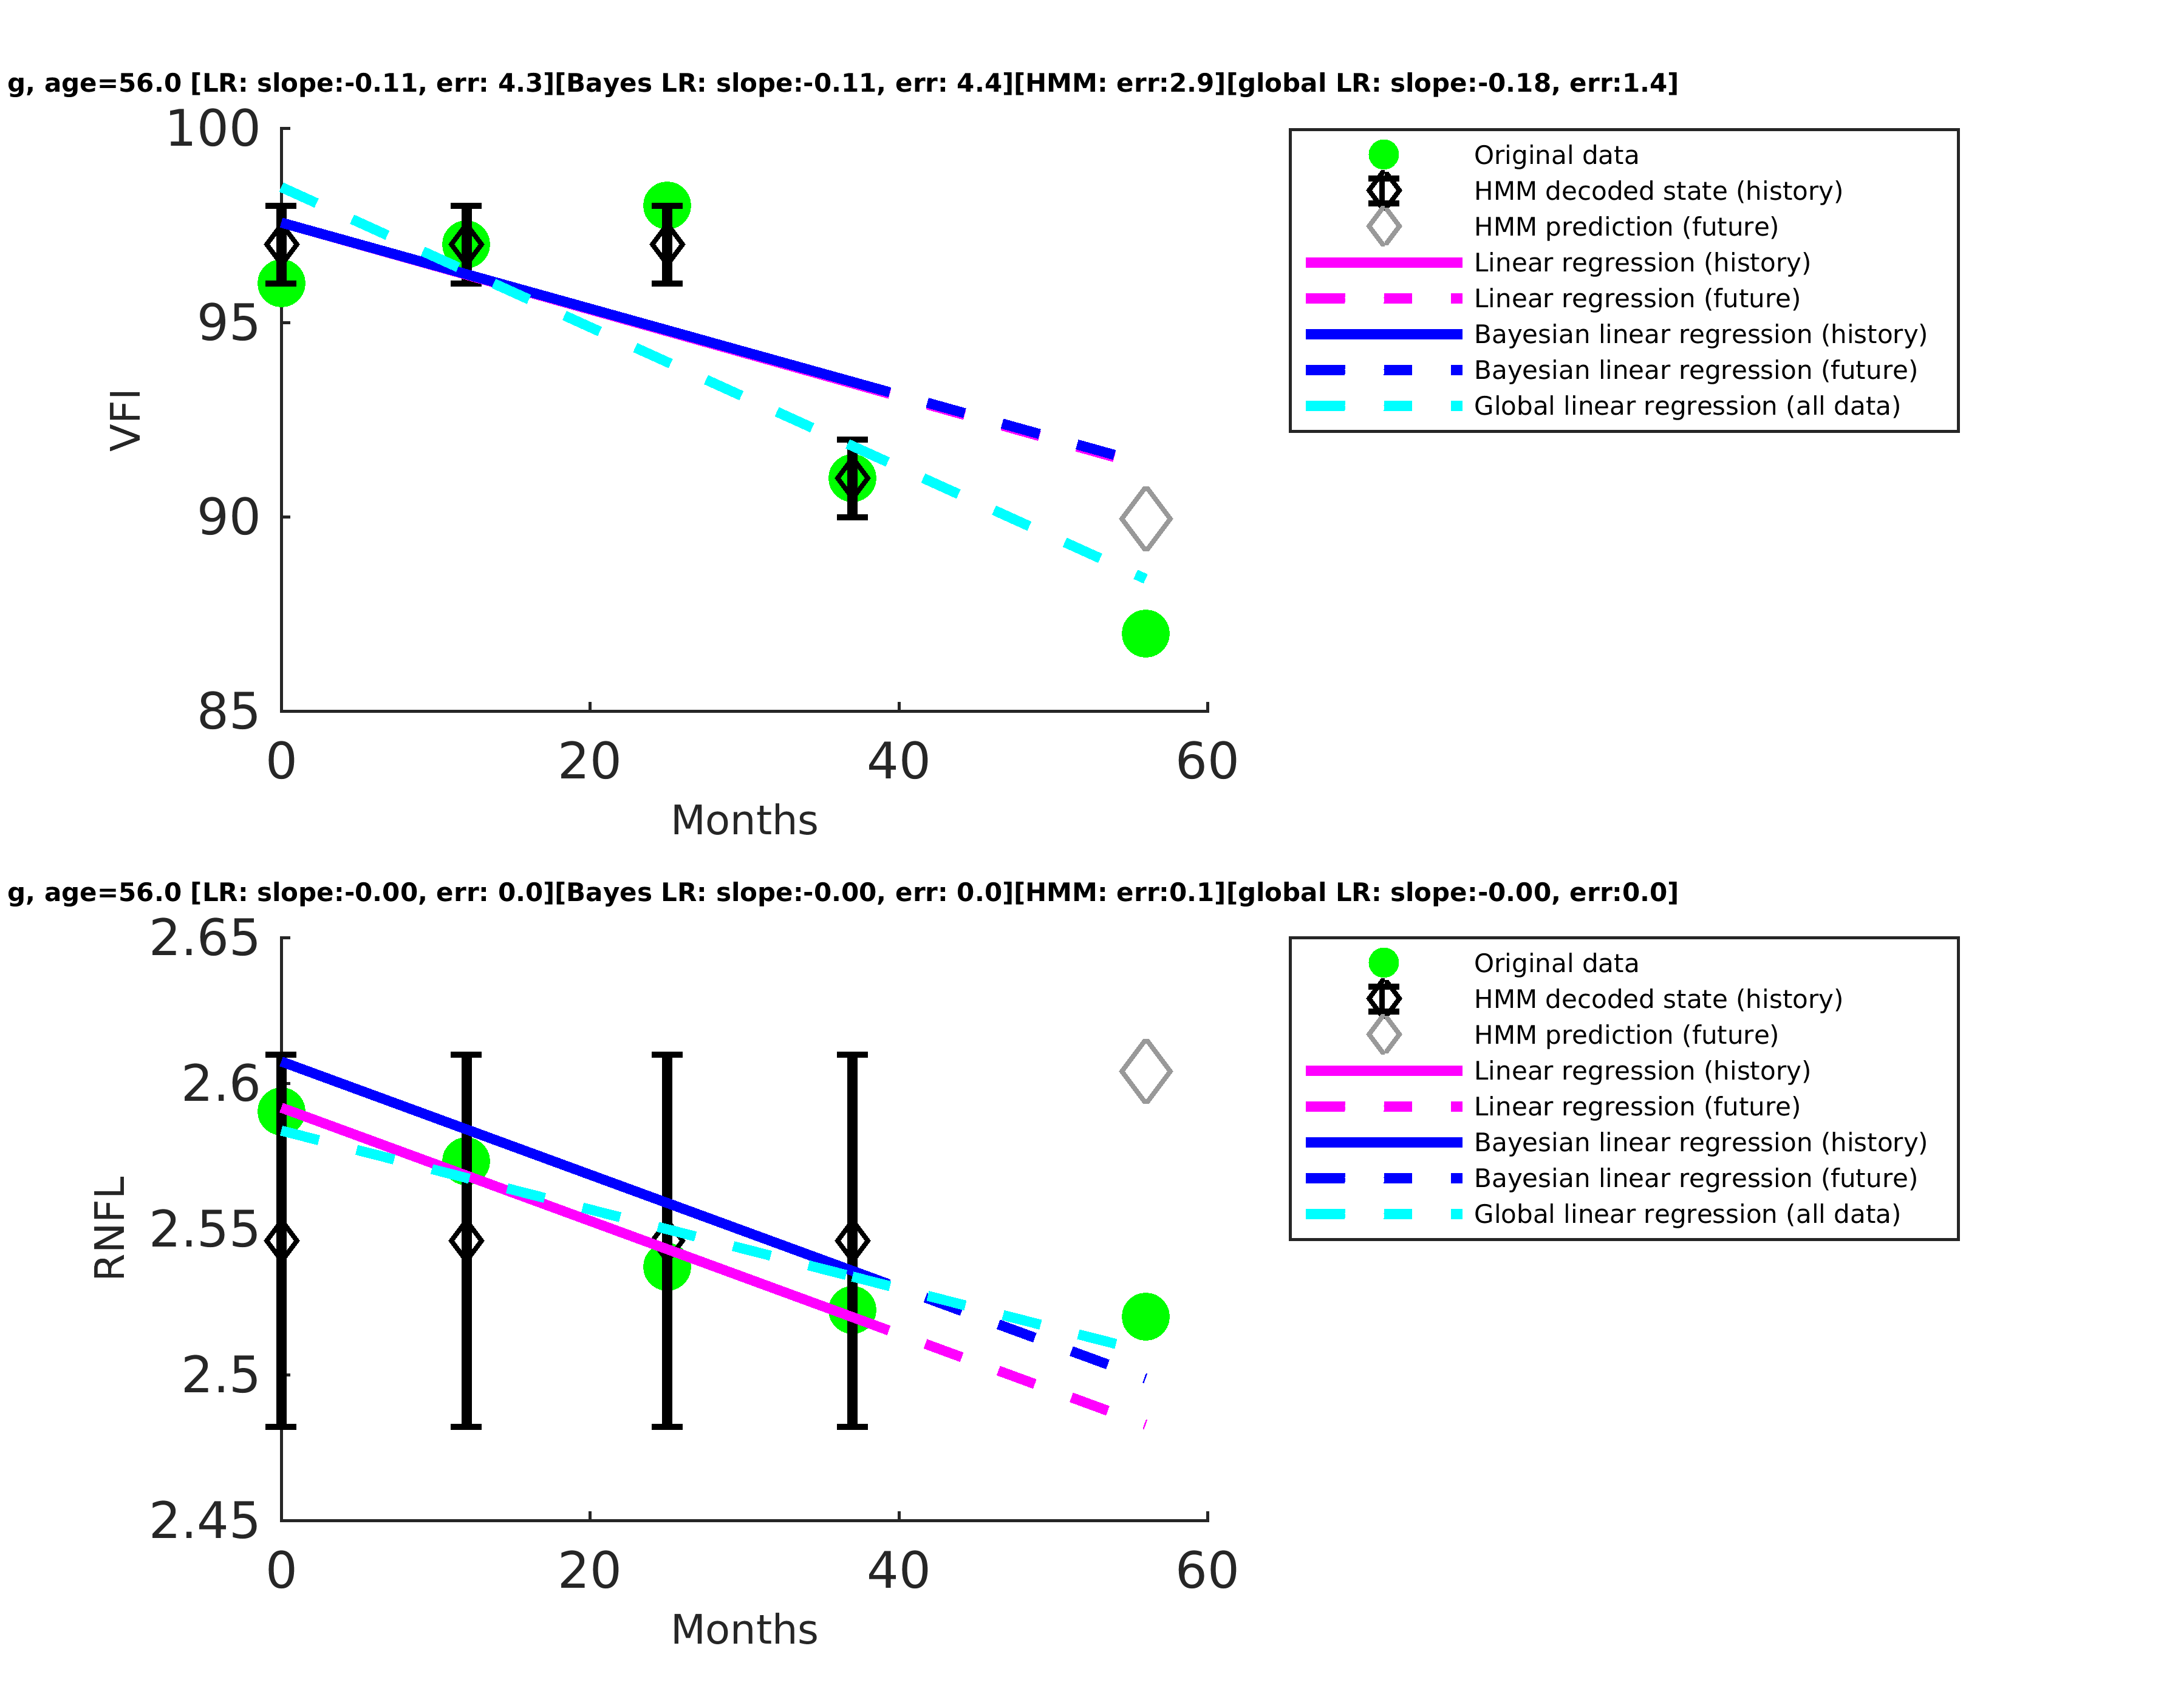 g, age=56.0 [LR: slope:-0.11, err: 4.3][Bayes LR: slope:-0.11, err: 4.4][HMM: err:2.9][global LR: slope:-0.18, err:1.4]
100
95
90
85
VFI
0 20 40 60
Months
Original data
HMM decoded state (history)
HMM prediction (future)
Linear regression (history)
Linear regression (future)
Bayesian linear regression (history)
Bayesian linear regression (future)
Global linear regression (all data)
g, age=56.0 [LR: slope:-0.00, err: 0.0][Bayes LR: slope:-0.00, err: 0.0][HMM: err:0.1][global LR: slope:-0.00, err:0.0]
2.65
2.6
2.55
2.5
2.45
RNFL
0 20 40 60
Months
Original data
HMM decoded state (history)
HMM prediction (future)
Linear regression (history)
Linear regression (future)
Bayesian linear regression (history)
Bayesian linear regression (future)
Global linear regression (all data)